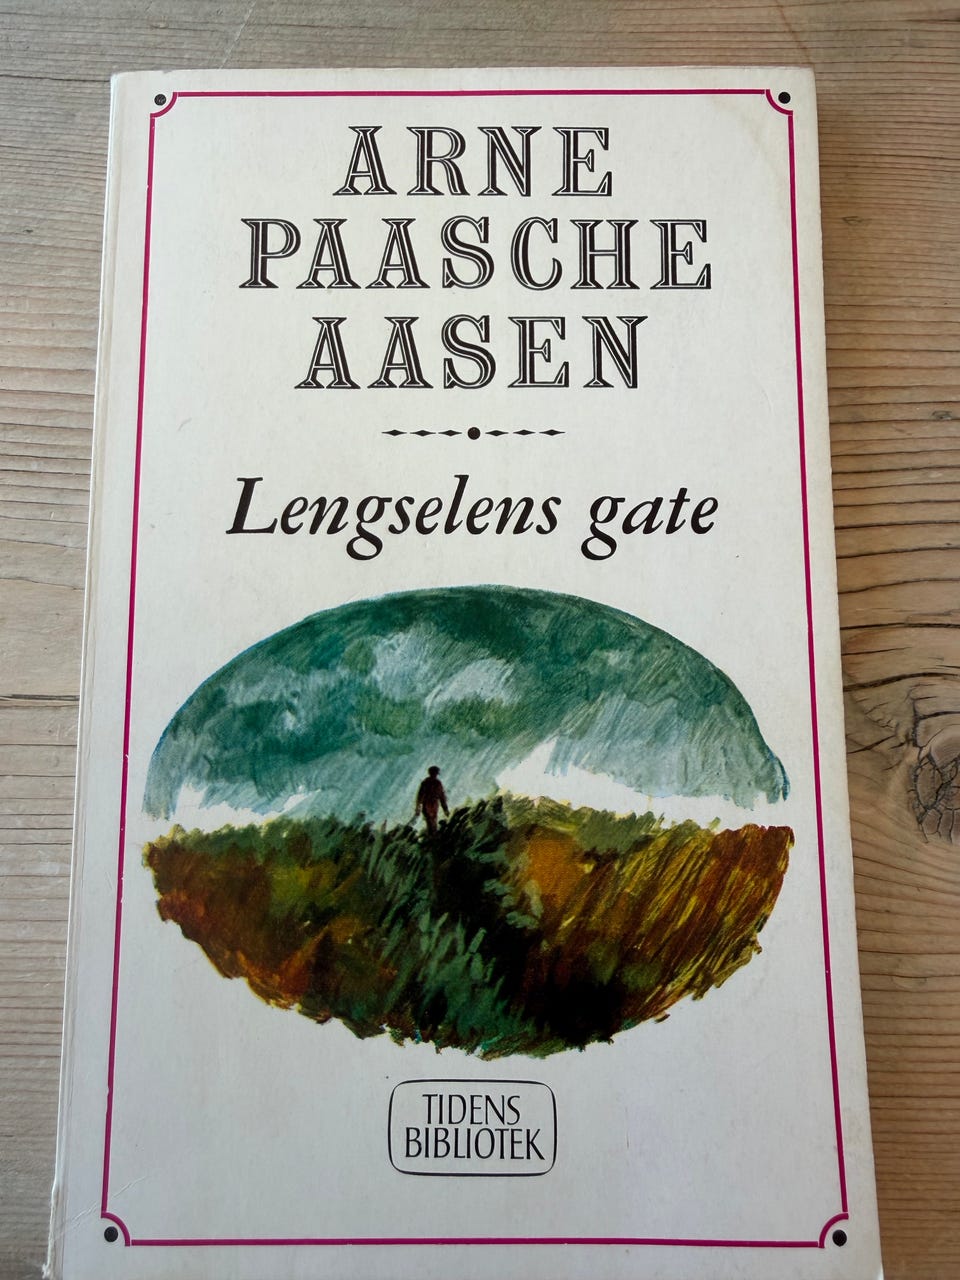 ARNE
PAASCHE
AASEN
Lengselens gate
TIDENS
BIBLIOTEK